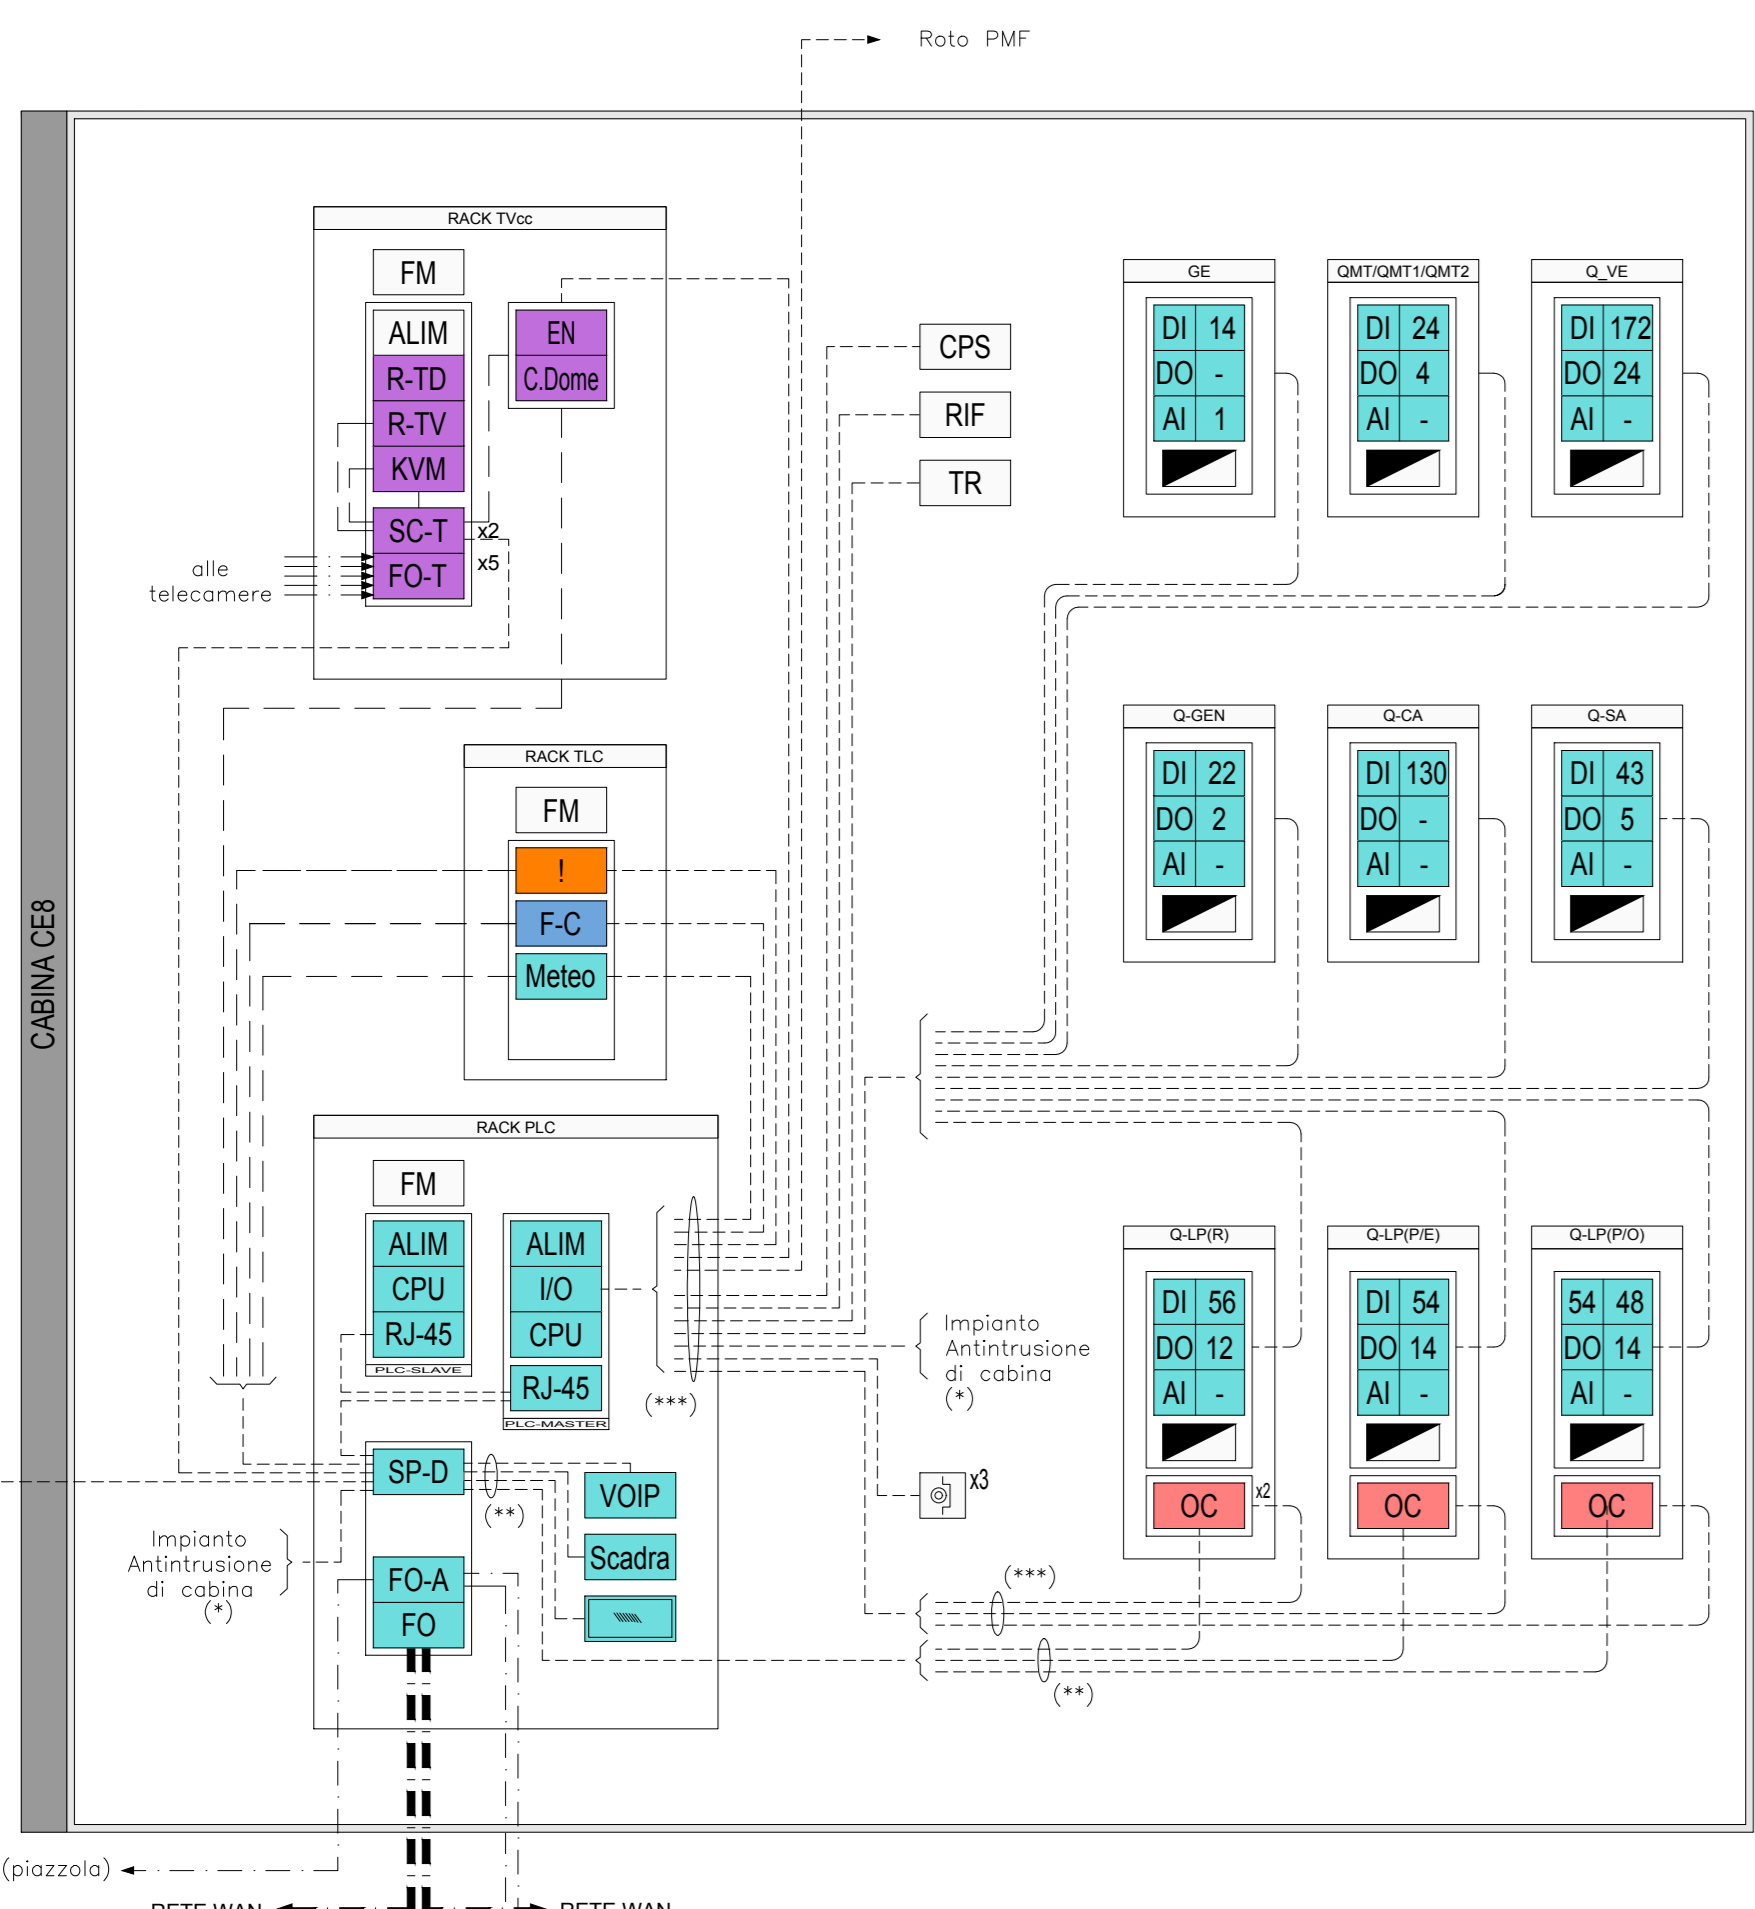 Roto PMF
CABINA CE8
RACK TVcc
FM
ALIM
R-TD
R-TV
KVM
SC-T
x2
FO-T
x5
EN
C.Dome
alle
telecamere
CPS
RIF
TR
GE
DI 14
DO -
AI 1
QMT/QMT1/QMT2
DI 24
DO 4
AI -
Q_VE
DI 172
DO 24
AI -
RACK TLC
FM
!
F-C
Meteo
Q-GEN
DI 22
DO 2
AI -
Q-CA
DI 130
DO -
AI -
Q-SA
DI 43
DO 5
AI -
RACK PLC
FM
ALIM
CPU
RJ-45
PLC-SLAVE
ALIM
I/O
CPU
RJ-45
PLC-MASTER
(***)
SP-D
(**)
FO-A
FO
VOIP
Scadra
Impianto
Antintrusione
di cabina
(*)
Impianto
Antintrusione
di cabina
(*)
x3
Q-LP(R)
DI 56
DO 12
AI -
OC
x2
Q-LP(P/E)
DI 54
DO 14
AI -
OC
Q-LP(P/O)
54 48
DO 14
AI -
OC
(***)
(**)
(piazzola)
RETE WAN
RETE WAN